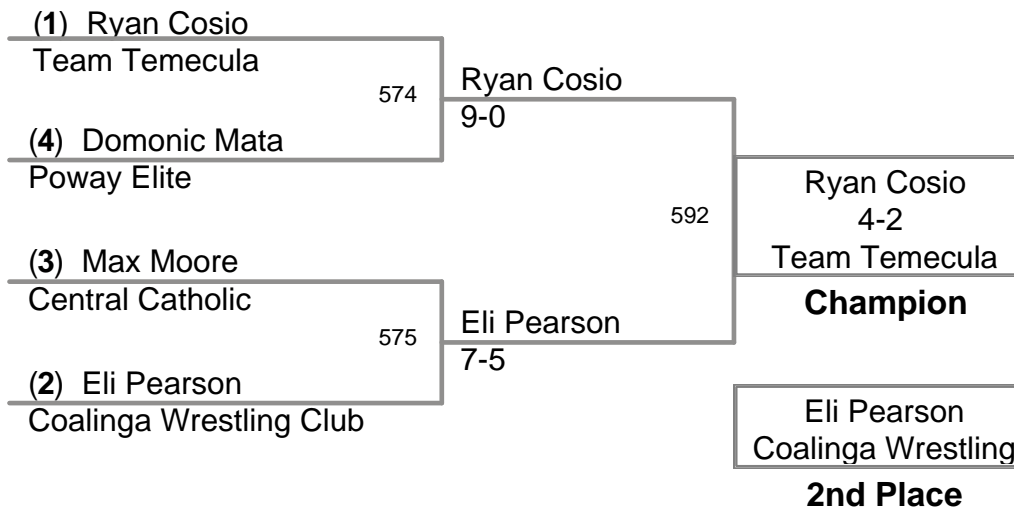 (1) Ryan Cosio
Team Temecula
574
Ryan Cosio
9-0
(4) Domonic Mata
Poway Elite
592
Ryan Cosio
4-2
Team Temecula
Champion
(3) Max Moore
Central Catholic
575
Eli Pearson
7-5
(2) Eli Pearson
Coalinga Wrestling Club
Eli Pearson
Coalinga Wrestling
2nd Place